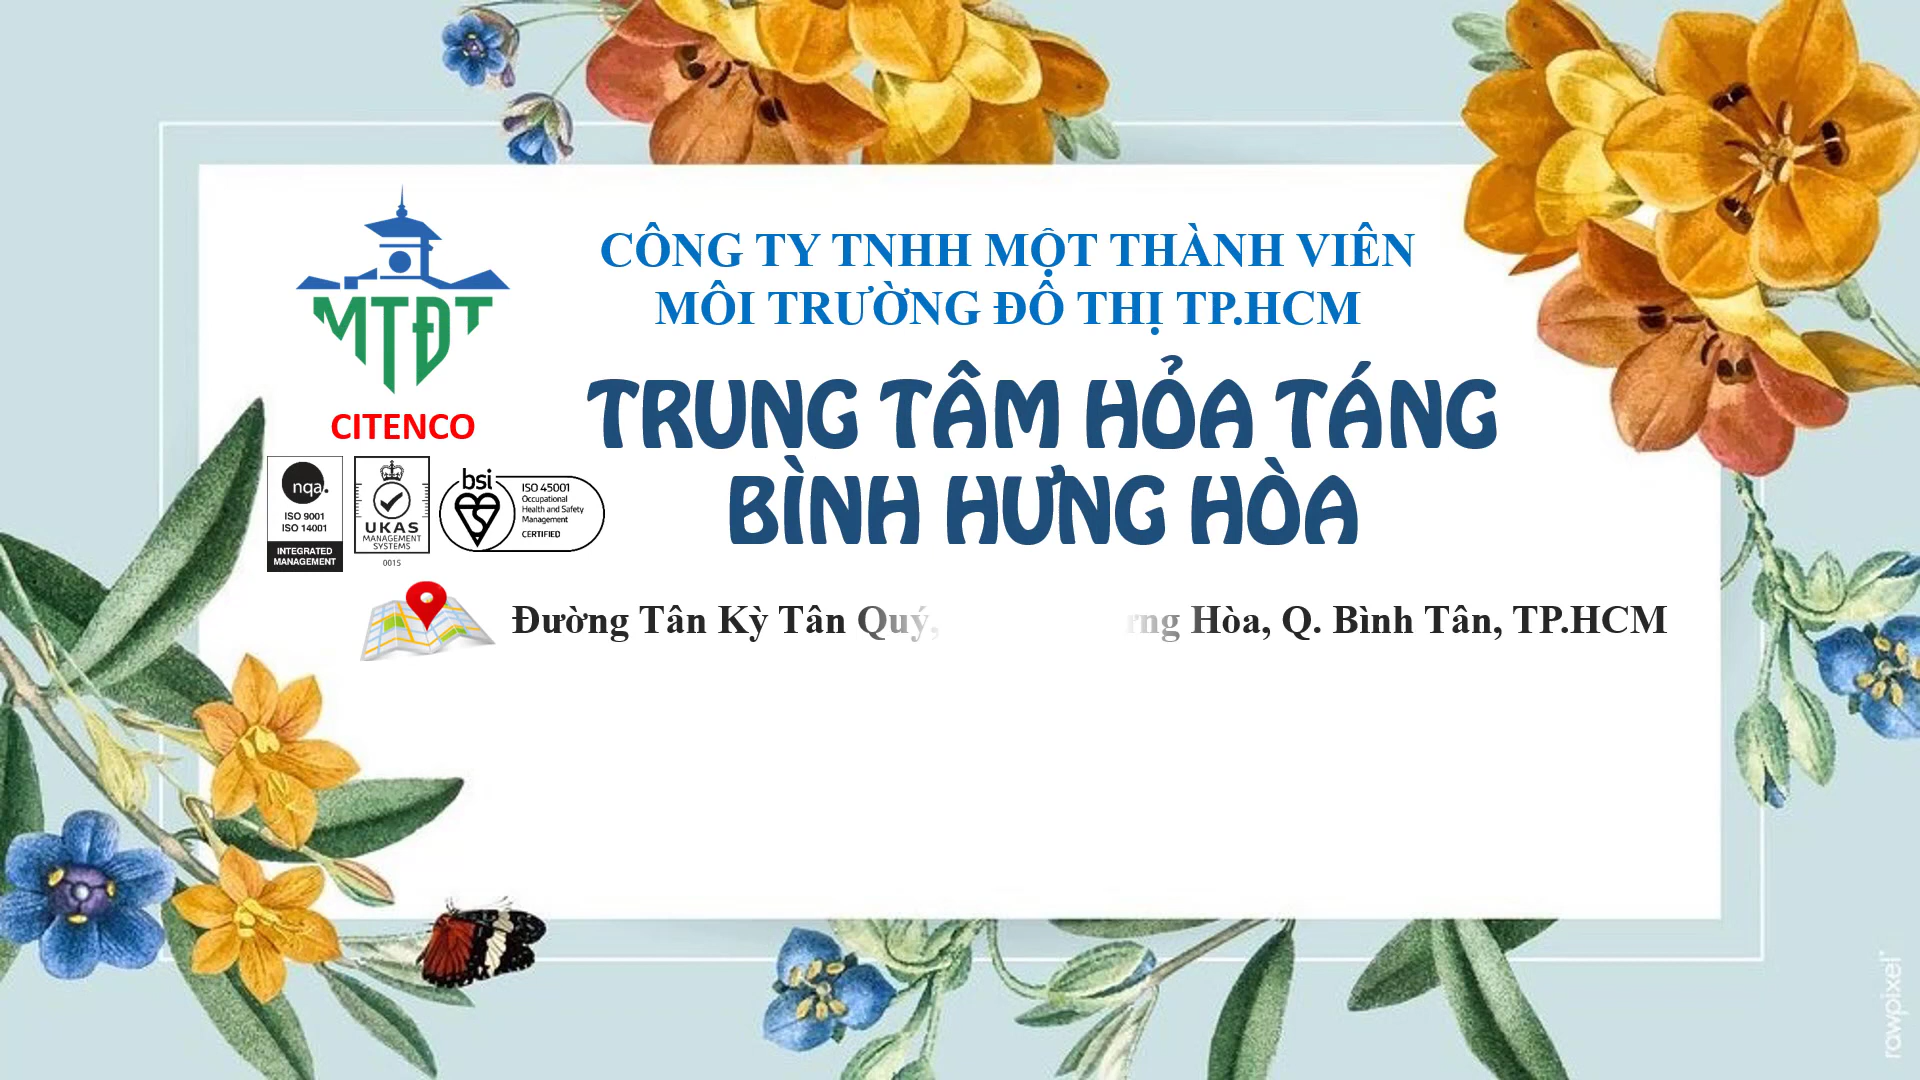 CÔNG TY TNHH MỘT THÀNH VIÊN
MÔI TRƯỜNG ĐÔ THỊ TP.HCM
MTĐT
CITENCO
TRUNG TÂM HỎA TÁNG
BÌNH HƯNG HÒA
nqa.
ISO 9001
ISO 14001
INTEGRATED
MANAGEMENT
UKAS
MANAGEMENT
SYSTEMS
0015
bsi
ISO 45001
Occupational
Health and Safety
Management
CERTIFIED
Đường Tân Kỳ Tân Quý, Hòa, Q. Bình Tân, TP.HCM
rawpixel